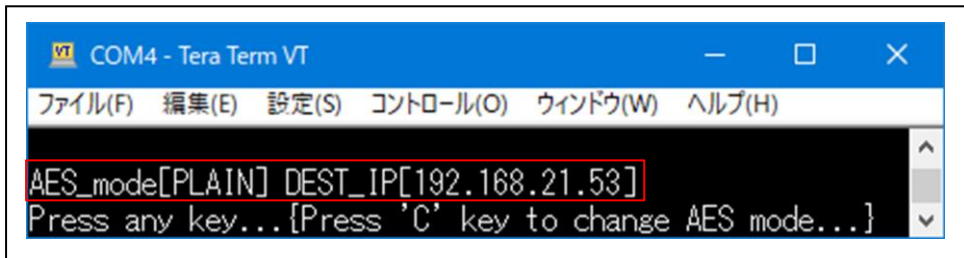 COM4 - Tera Term VT
ファイル(F) 編集(E) 設定(S) コントロール(O) ウィンドウ(W) ヘルプ(H)
AES_mode[PLAIN] DEST_IP[192.168.21.53]
Press any key...{Press 'C' key to change AES mode...}